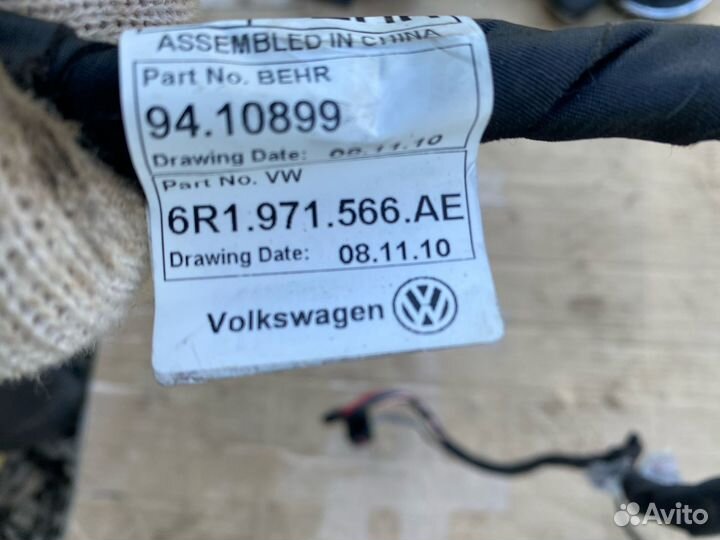 ASSEMBLED IN CHINA
Part No. BEHR
94.10899
Drawing Date: 08.11.10
Part No. VW
6R1.971.566.AE
Drawing Date: 08.11.10
Volkswagen
Avito